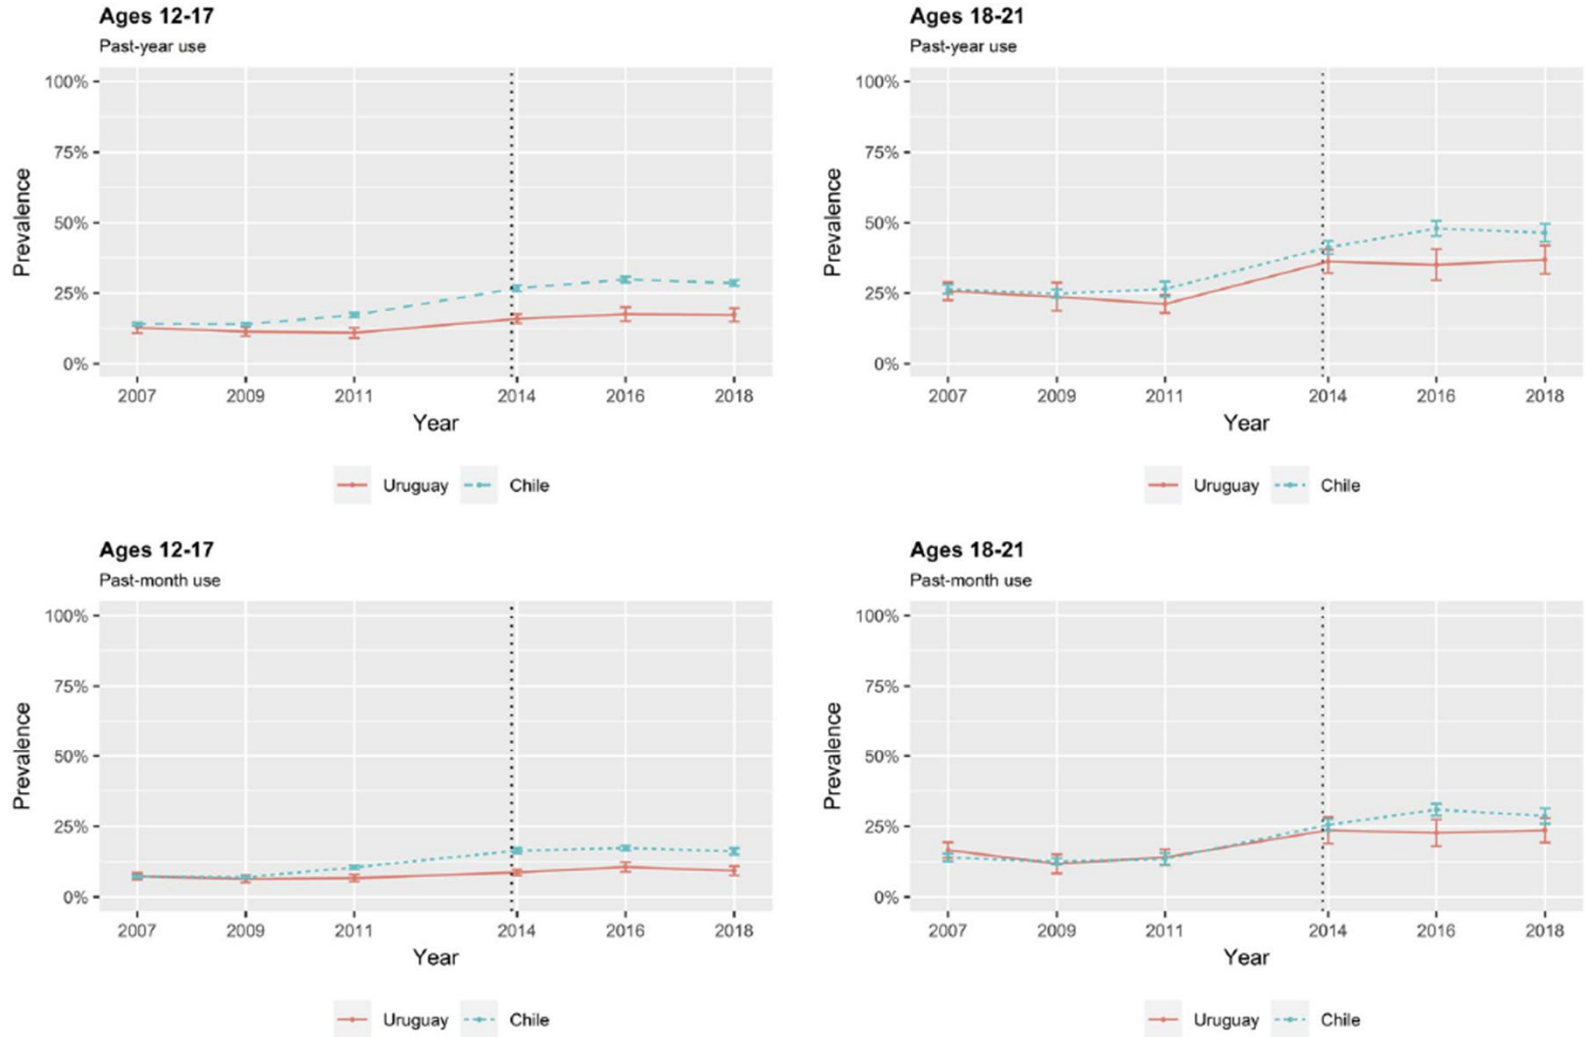 Ages 12-17
Past-year use
100%
75%
50%
25%
0%
Prevalence
2007 2009 2011 2014 2016 2018
Year
Uruguay Chile
Ages 18-21
Past-year use
100%
75%
50%
25%
0%
Prevalence
2007 2009 2011 2014 2016 2018
Year
Uruguay Chile
Ages 12-17
Past-month use
100%
75%
50%
25%
0%
Prevalence
2007 2009 2011 2014 2016 2018
Year
Uruguay Chile
Ages 18-21
Past-month use
100%
75%
50%
25%
0%
Prevalence
2007 2009 2011 2014 2016 2018
Year
Uruguay Chile